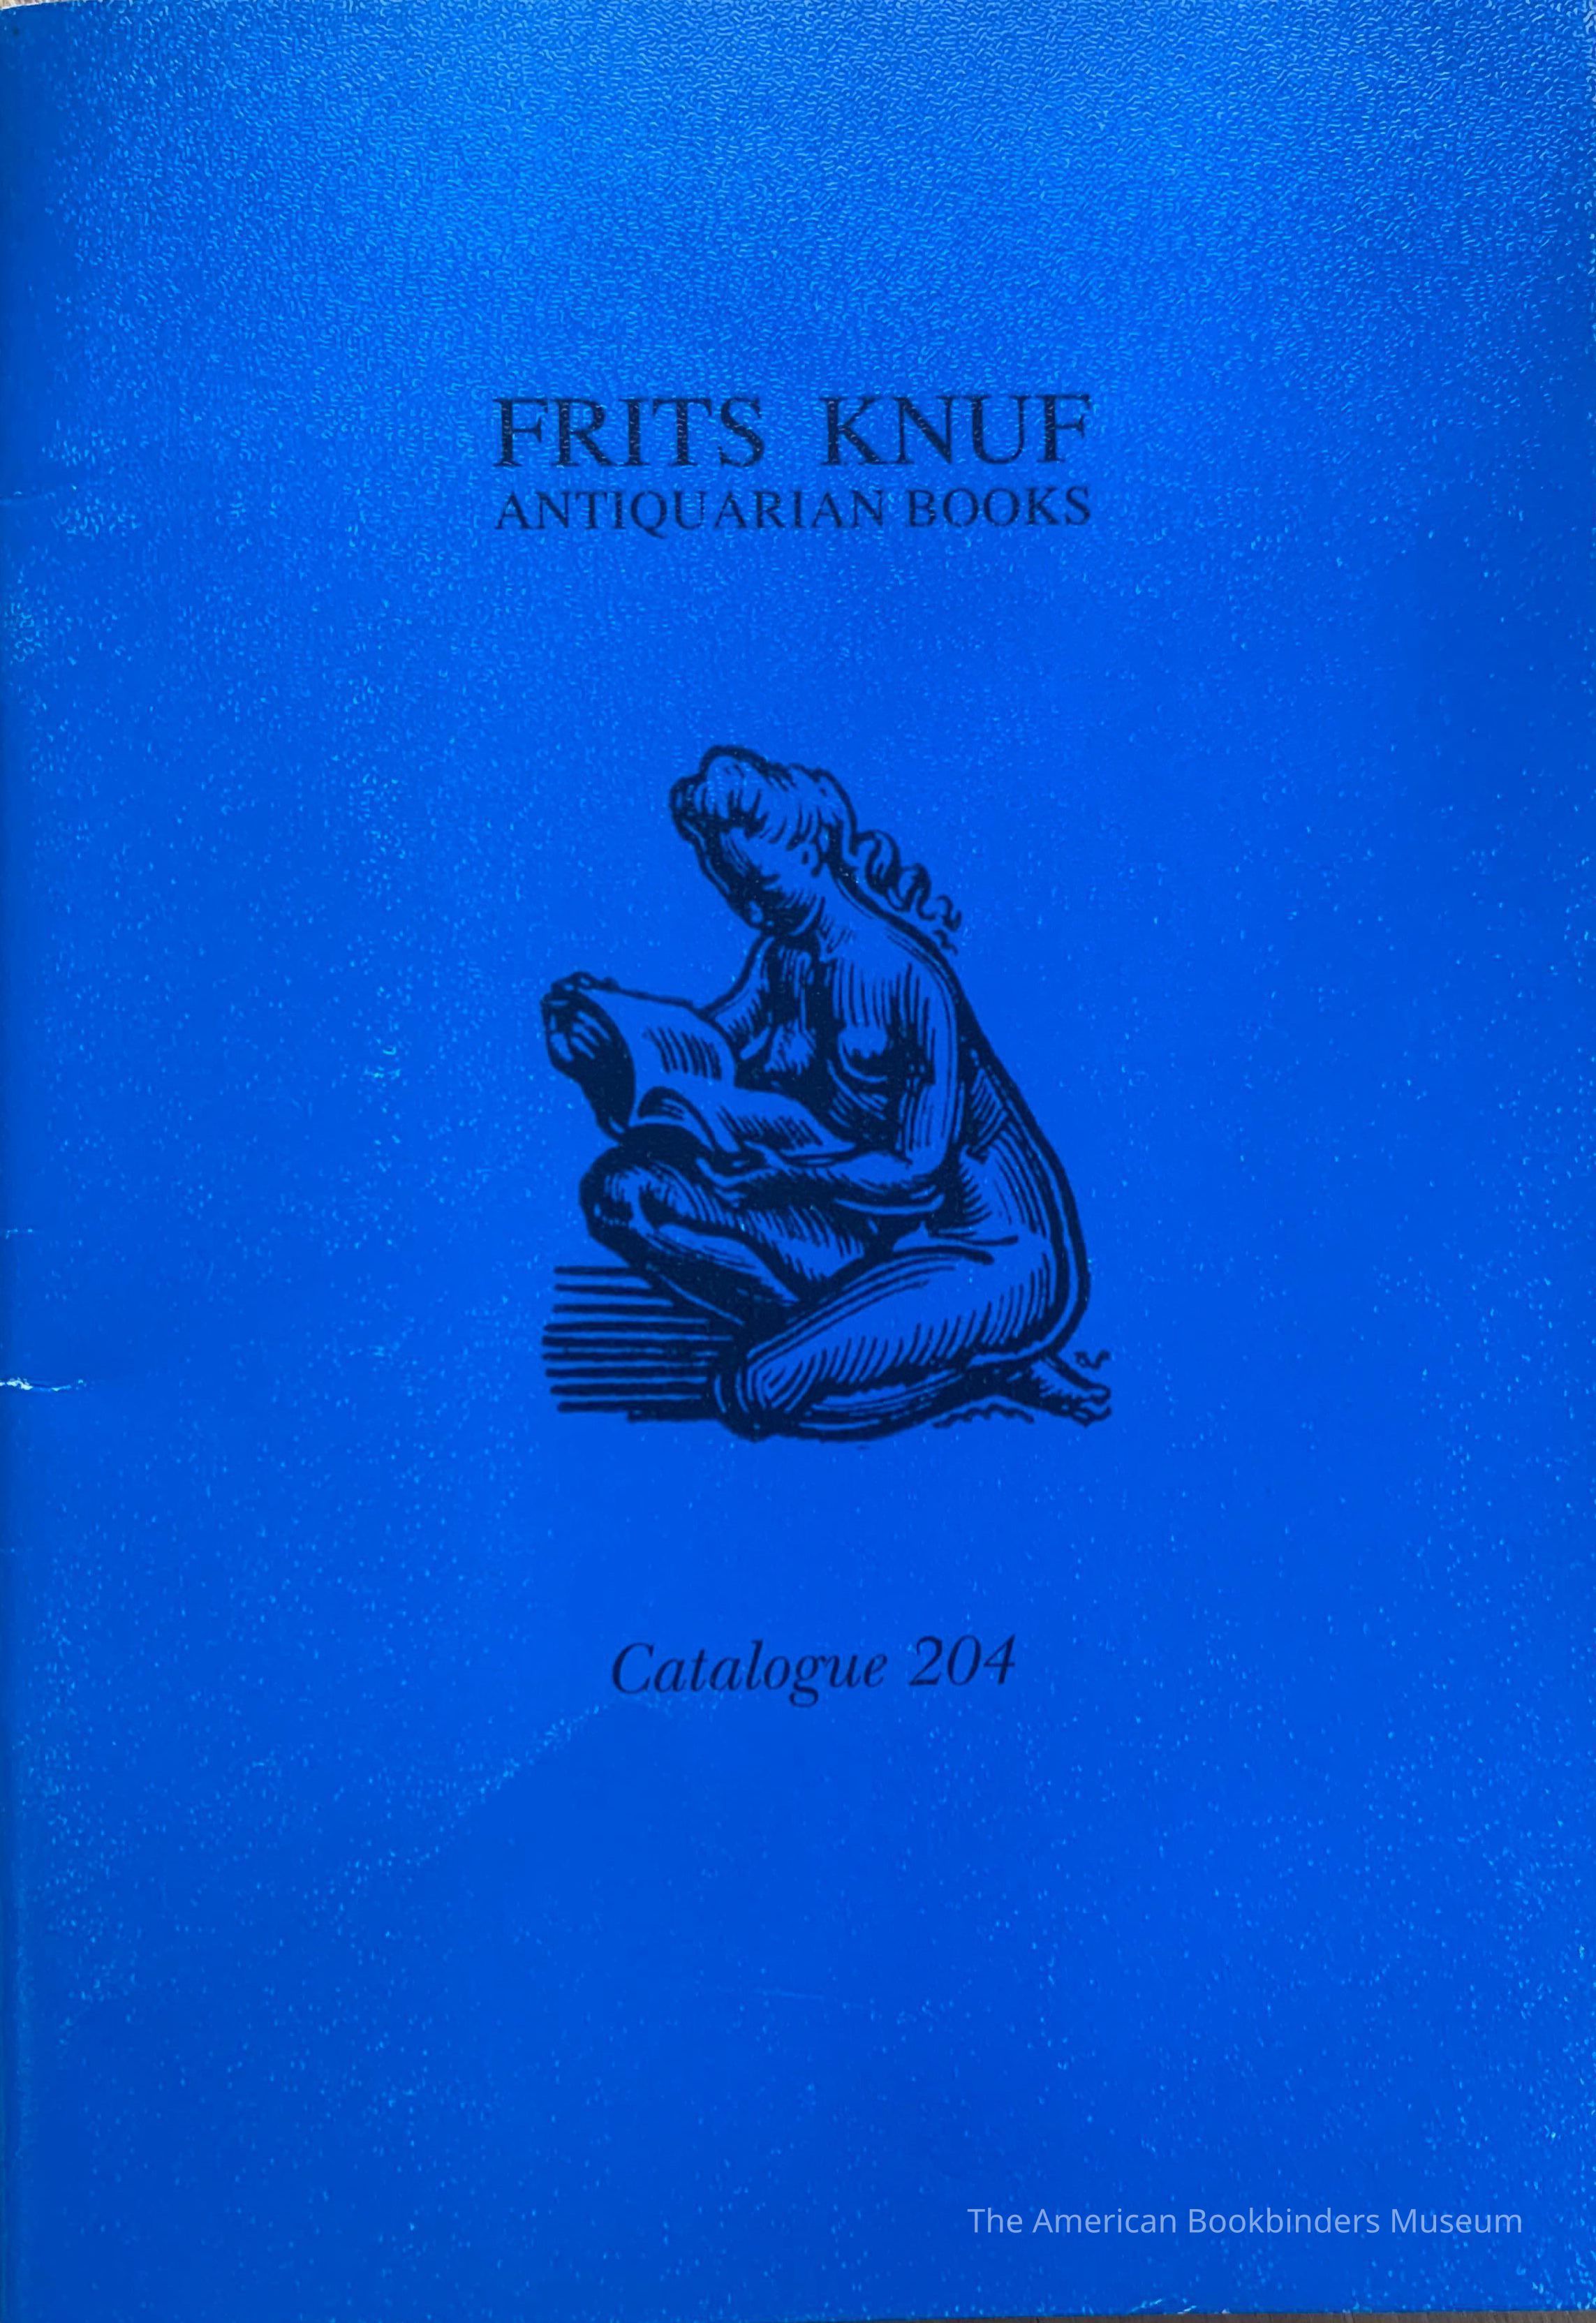 FRITS KNUF
ANTIQUARIAN BOOKS
Catalogue 204
The American Bookbinders Museum